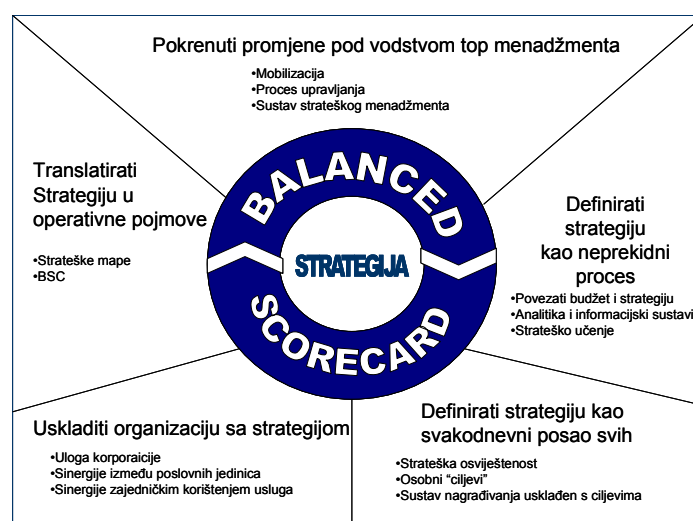 Pokrenuti promjene pod vodstvom top menadžmenta
•Mobilizacija
•Proces upravljanja
•Sustav strateškog menadžmenta
Translatirati
Strategiju u
operativne pojmove
•Strateške mape
•BSC
BALANCED
STRATEGIJA
SCORECARD
Definirati
strategiju
kao neprekidni
proces
•Povezati budžet i strategiju
•Analitika i informacijski sustavi
•Strateško učenje
Uskladiti organizaciju sa strategijom
•Uloga korporaicije
•Sinergije između poslovnih jedinica
•Sinergije zajedničkim korištenjem usluga
Definirati strategiju kao
svakodnevni posao svih
•Strateška osviještenost
•Osobni “ciljevi”
•Sustav nagrađivanja usklađen s ciljevima